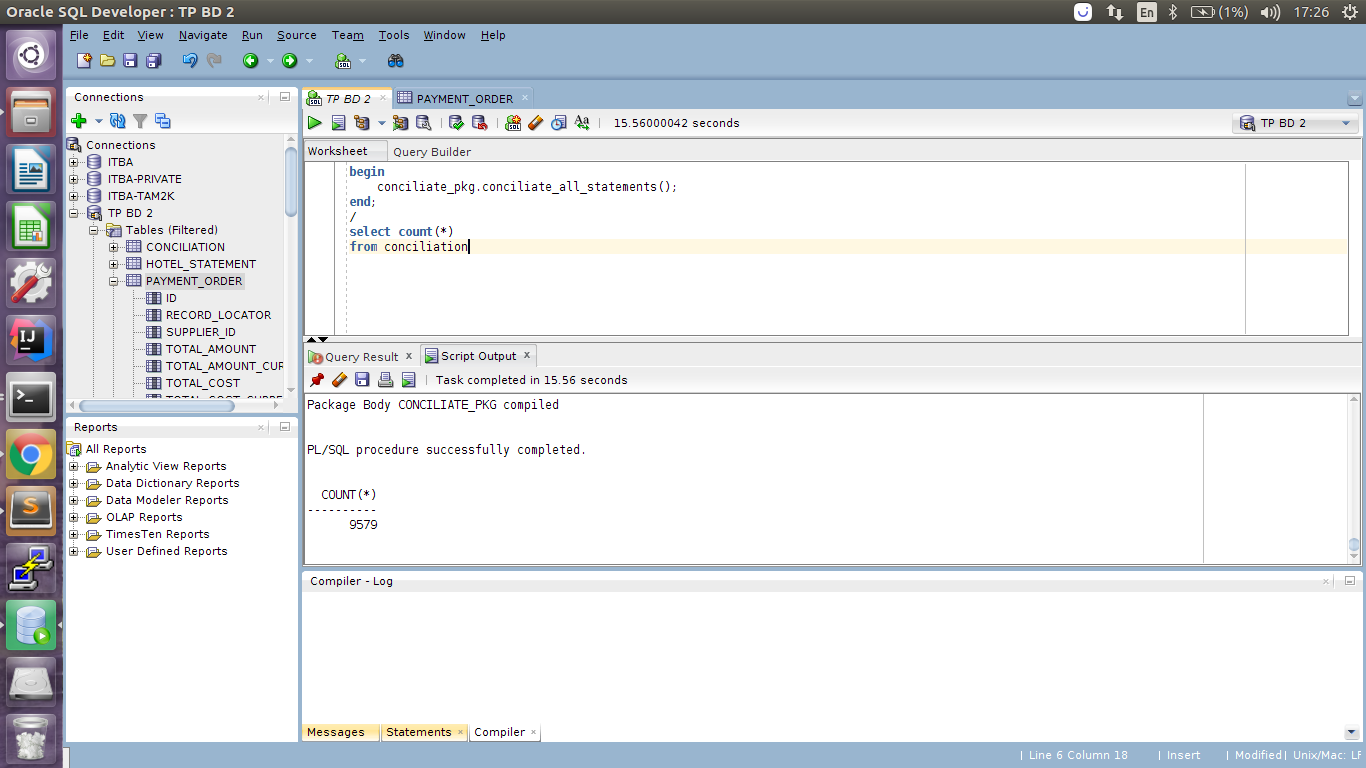 Oracle SQL Developer : TP BD 2
En (1%) 17:26
File Edit View Navigate Run Source Team Tools Window Help
Connections
Connections
ITBA
ITBA-PRIVATE
ITBA-TAM2K
TP BD 2
Tables (Filtered)
CONCILIATION
HOTEL_STATEMENT
PAYMENT_ORDER
ID
RECORD_LOCATOR
SUPPLIER_ID
TOTAL_AMOUNT
TOTAL_AMOUNT_CUR
TOTAL_COST
Reports
All Reports
Analytic View Reports
Data Dictionary Reports
Data Modeler Reports
OLAP Reports
TimesTen Reports
User Defined Reports
TP BD 2 PAYMENT_ORDER
15.56000042 seconds
TP BD 2
Worksheet Query Builder
begin
conciliate_pkg.conciliate_all_statements();
end;
/
select count(*)
from conciliation
Query Result Script Output
Task completed in 15.56 seconds
Package Body CONCILIATE_PKG compiled
PL/SQL procedure successfully completed.
COUNT(*)
----------
9579
Compiler - Log
Messages Statements Compiler
Line 6 Column 18 Insert Modified Unix/Mac: LF